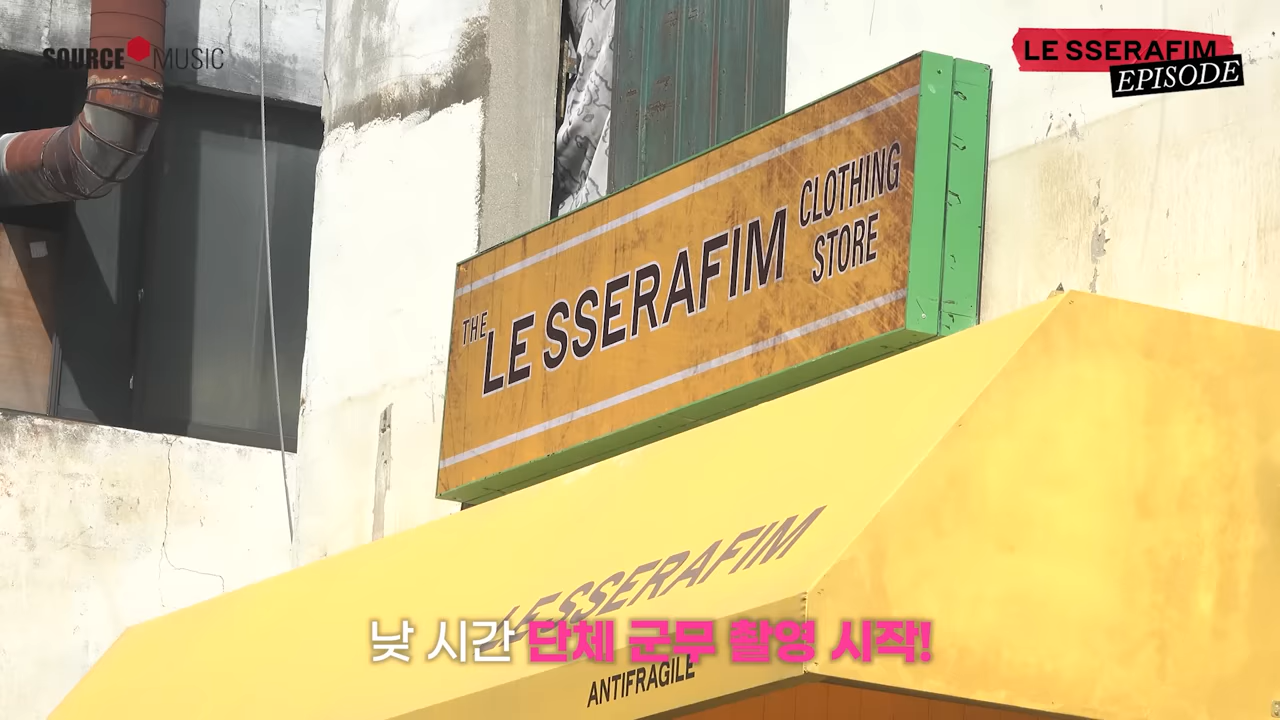 SOURCE MUSIC
LE SSERAFIM
EPISODE
THE LE SSERAFIM CLOTHING
STORE
LE SSERAFIM
낮 시간 단체 군무 촬영 시작!
ANTIFRAGILE